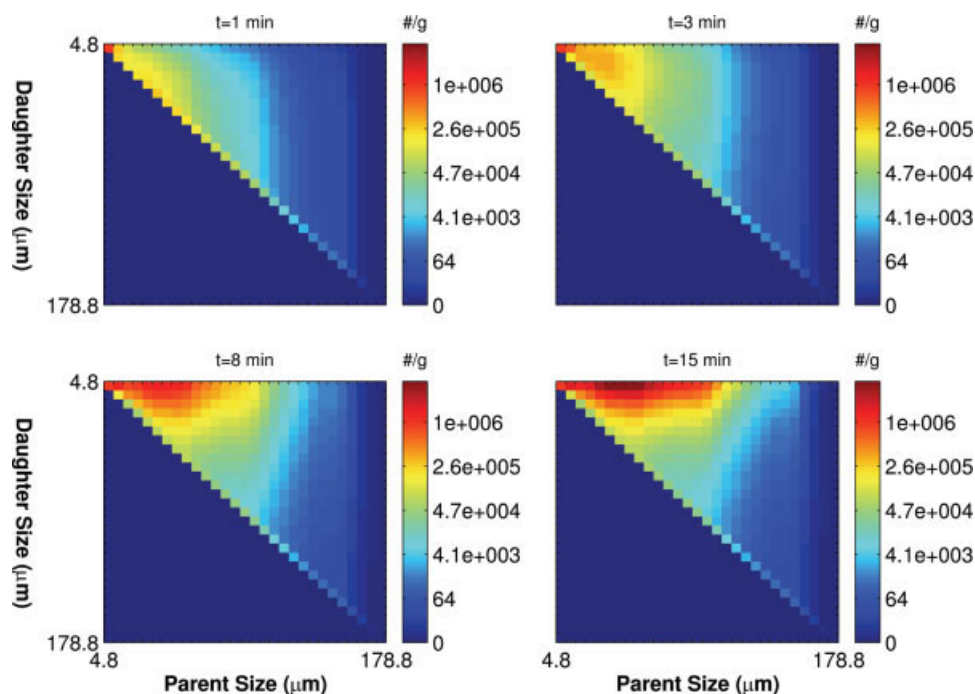 t=1 min
#/g
t=3 min
#/g
4.8
1e+006
2.6e+005
4.7e+004
4.1e+003
64
0
1e+006
2.6e+005
4.7e+004
4.1e+003
64
0
Daughter Size (μm)
178.8
t=8 min
#/g
t=15 min
#/g
4.8
1e+006
2.6e+005
4.7e+004
4.1e+003
64
0
1e+006
2.6e+005
4.7e+004
4.1e+003
64
0
Daughter Size (μm)
178.8
4.8
178.8
4.8
178.8
Parent Size (μm)
Parent Size (μm)